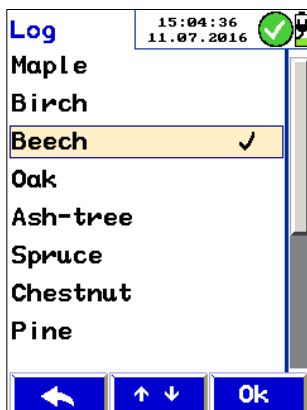 Log
15:04:36
11.07.2016
Maple
Birch
Beech
Oak
Ash-tree
Spruce
Chestnut
Pine
Ok